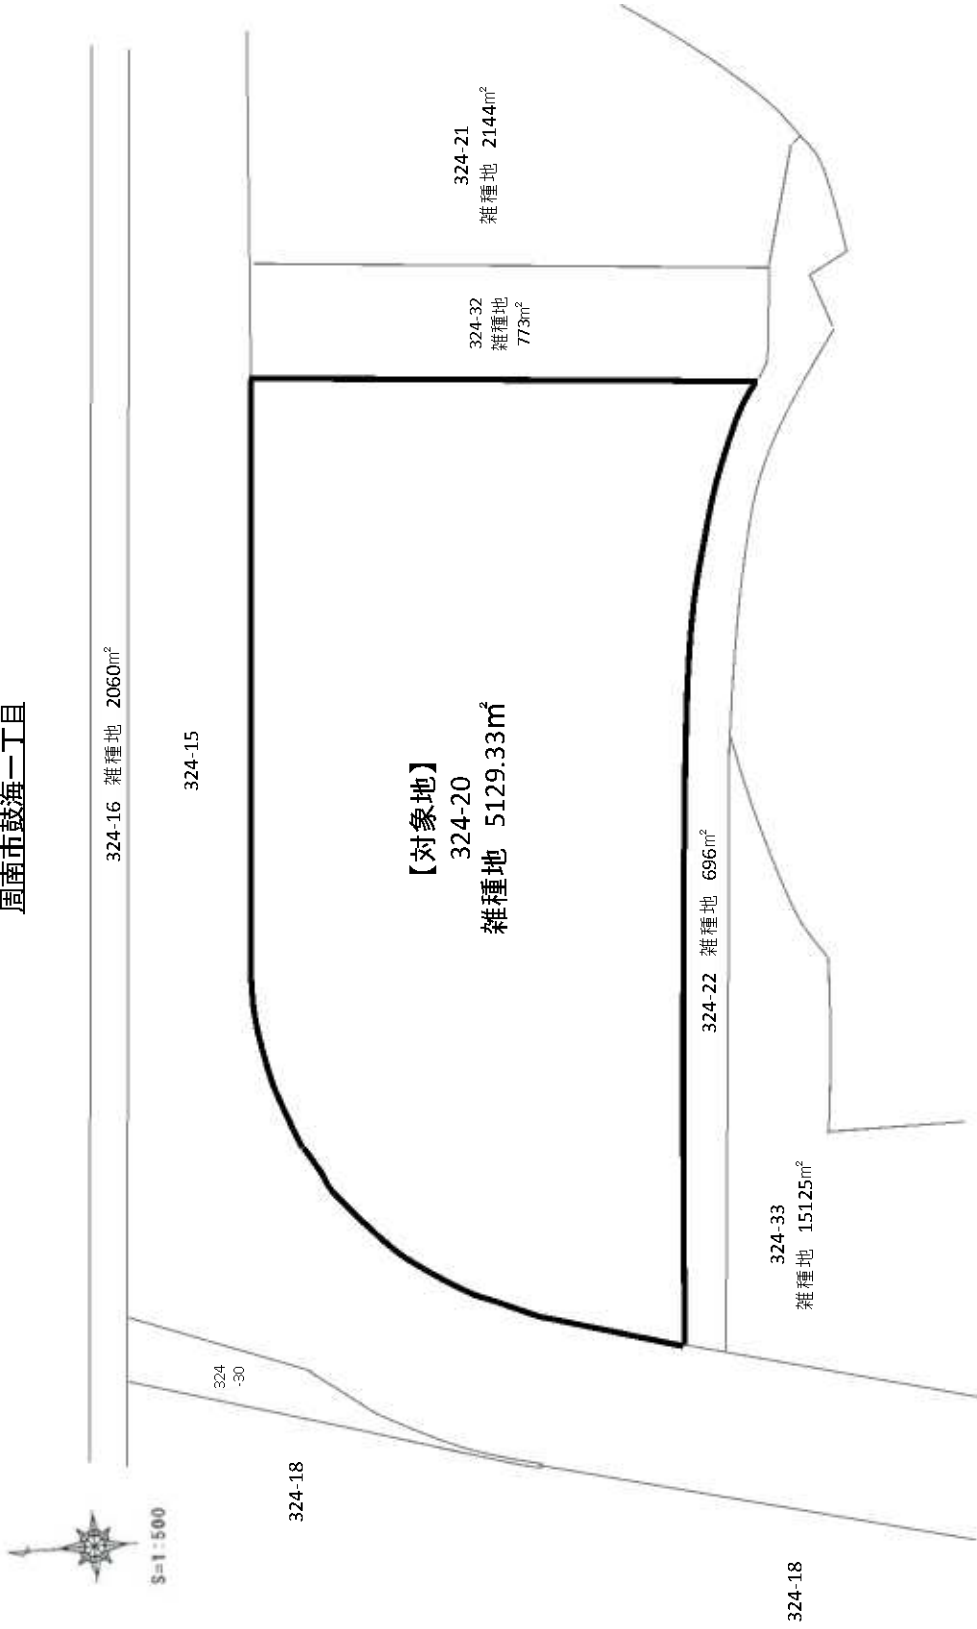 周南市鼓海一丁目
324-16 雑種地 2060㎡
324-15
324-21
雑種地 2144㎡
324-32
雑種地
773㎡
【対象地】
324-20
雑種地 5129.33㎡
324-22 雑種地 696㎡
324-33
雑種地 15125㎡
324
-30
324-18
324-18
S=1:500